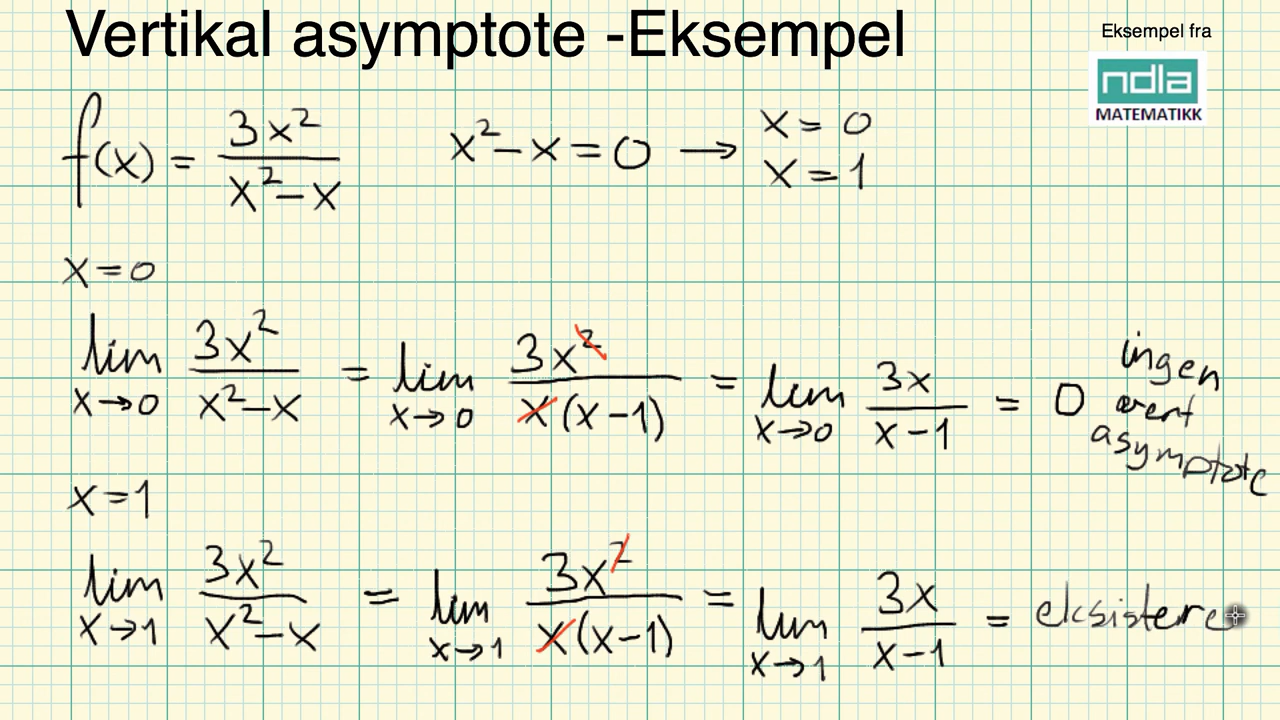 Vertikal asymptote -Eksempel
Eksempel fra
ndla
MATEMATIKK
f(x) = 3x²/(x²-x)   x²-x=0 → x=0
x=1
x=0
lim x→0 3x²/(x²-x) = lim x→0 3x²/(x(x-1)) = lim x→0 3x/(x-1) = 0
ingen
vert
asymptote
x=1
lim x→1 3x²/(x²-x) = lim x→1 3x²/(x(x-1)) = lim x→1 3x/(x-1) = eksistere